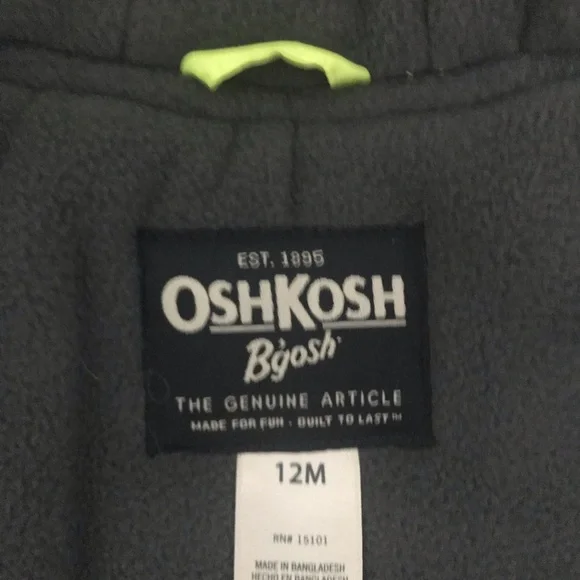 EST. 1895
OSHKOSH
B'gosh
THE GENUINE ARTICLE
MADE FOR FUN · BUILT TO LAST™
12M
RN# 15101
MADE IN BANGLADESH
HECHO EN BANGLADESH